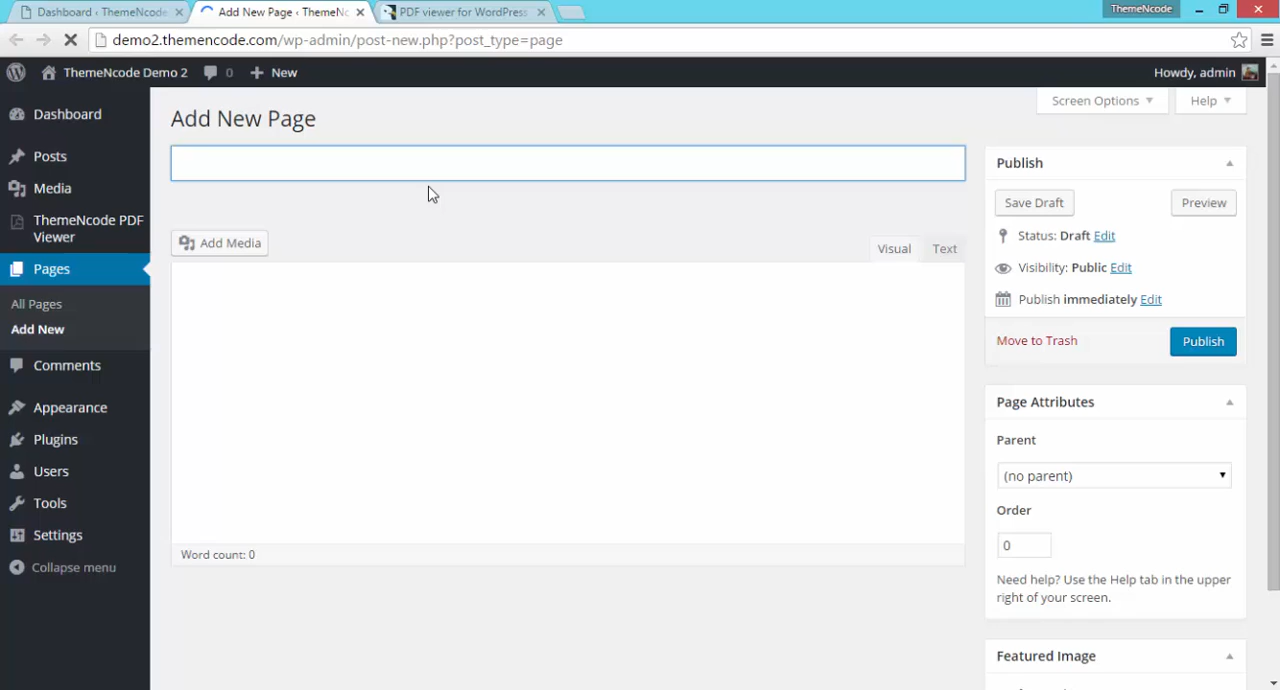 Dashboard ‹ ThemeNcode
Add New Page ‹ ThemeNc
PDF viewer for WordPress
ThemeNcode
demo2.themencode.com/wp-admin/post-new.php?post_type=page
ThemeNcode Demo 2
0
New
Howdy, admin
Dashboard
Posts
Media
ThemeNcode PDF
Viewer
Pages
All Pages
Add New
Comments
Appearance
Plugins
Users
Tools
Settings
Collapse menu
Screen Options
Help
Add New Page
Add Media
Visual
Text
Word count: 0
Publish
Save Draft
Preview
Status: Draft Edit
Visibility: Public Edit
Publish immediately Edit
Move to Trash
Publish
Page Attributes
Parent
(no parent)
Order
0
Need help? Use the Help tab in the upper
right of your screen.
Featured Image